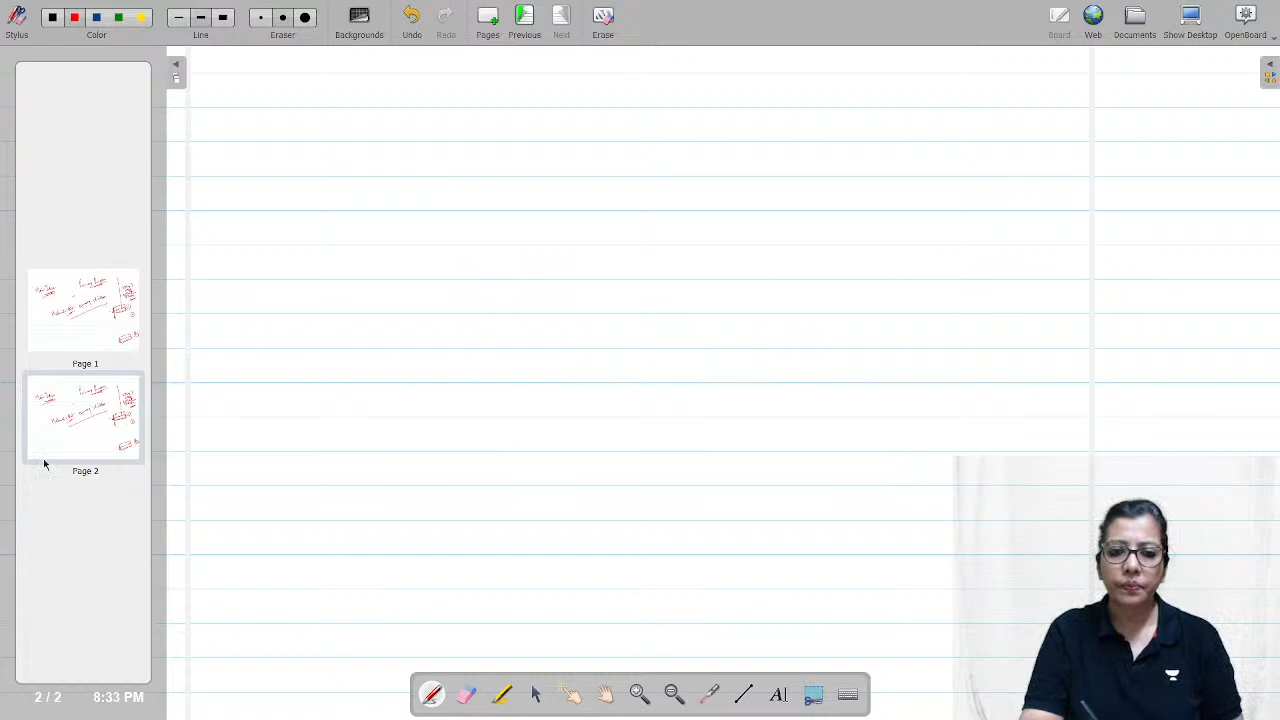 Stylus
Color
Line
Eraser
Backgrounds
Undo
Redo
Pages
Previous
Next
Erase
Board
Web
Documents
Show Desktop
OpenBoard
Page 1
Page 2
2 / 2
8:33 PM
AI